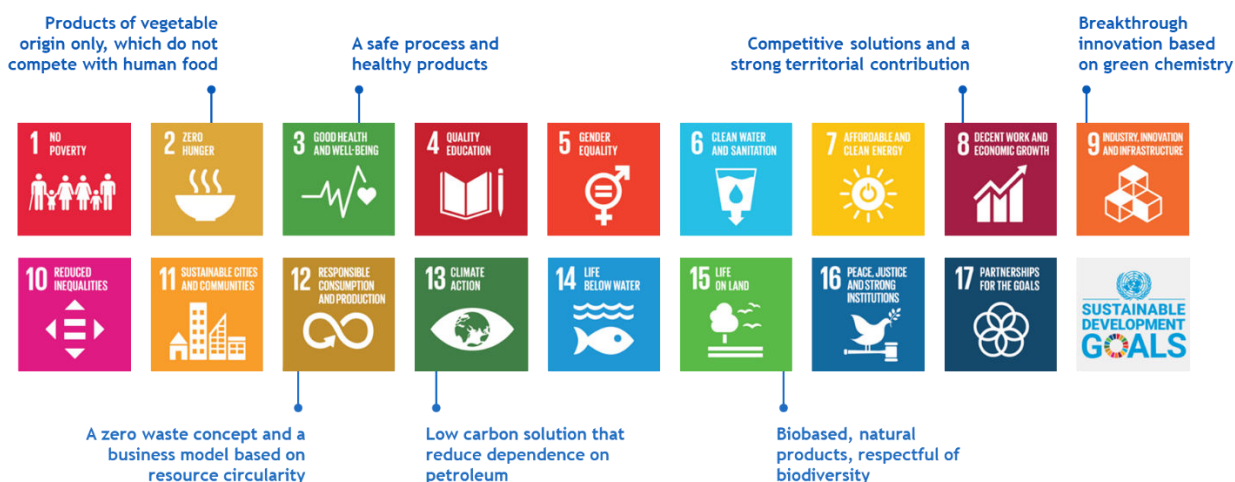 Products of vegetable
origin only, which do not
compete with human food
A safe process and
healthy products
Competitive solutions and a
strong territorial contribution
Breakthrough
innovation based
on green chemistry
1 NO
POVERTY
2 ZERO
HUNGER
3 GOOD HEALTH
AND WELL-BEING
4 QUALITY
EDUCATION
5 GENDER
EQUALITY
6 CLEAN WATER
AND SANITATION
7 AFFORDABLE AND
CLEAN ENERGY
8 DECENT WORK AND
ECONOMIC GROWTH
9 INDUSTRY, INNOVATION
AND INFRASTRUCTURE
10 REDUCED
INEQUALITIES
11 SUSTAINABLE CITIES
AND COMMUNITIES
12 RESPONSIBLE
CONSUMPTION
AND PRODUCTION
13 CLIMATE
ACTION
14 LIFE
BELOW WATER
15 LIFE
ON LAND
16 PEACE, JUSTICE
AND STRONG
INSTITUTIONS
17 PARTNERSHIPS
FOR THE GOALS
SUSTAINABLE
DEVELOPMENT
GOALS
A zero waste concept and a
business model based on
resource circularity
Low carbon solution that
reduce dependence on
petroleum
Biobased, natural
products, respectful of
biodiversity